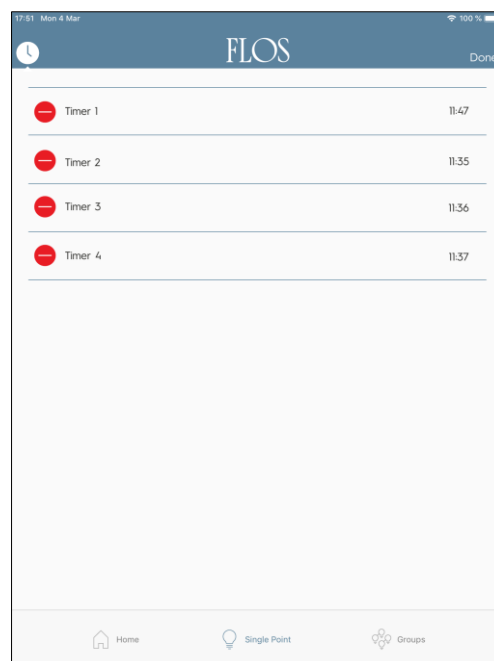 17:51 Mon 4 Mar 100 %
FLOS
Done
Timer 1 11:47
Timer 2 11:35
Timer 3 11:36
Timer 4 11:37
Home Single Point Groups